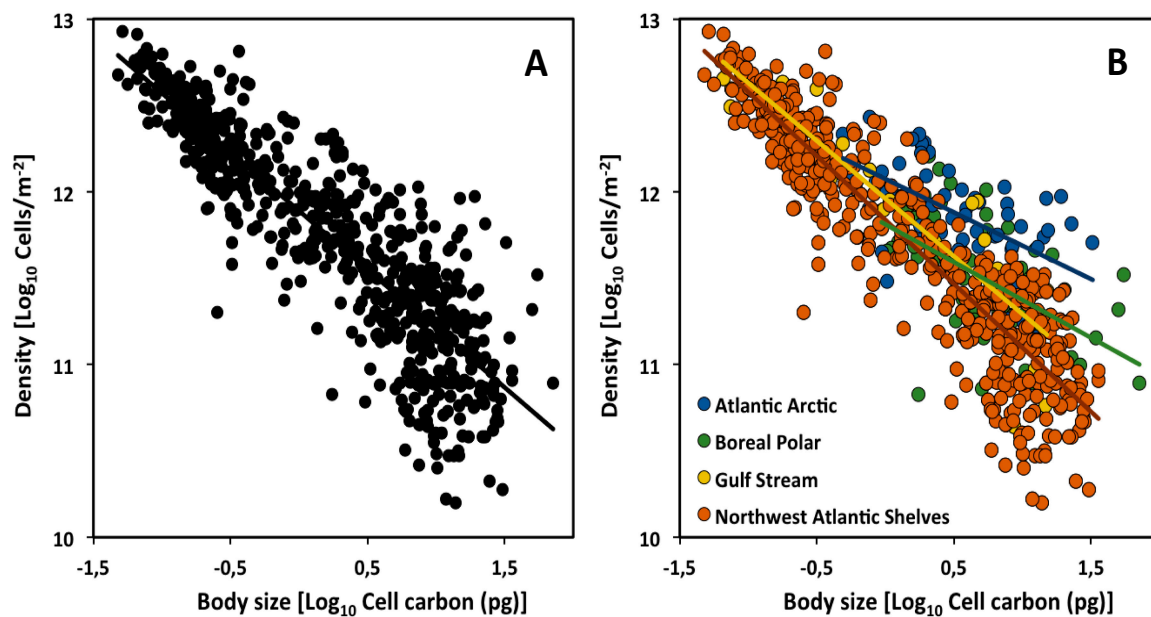 A
13
12
11
10
Density [Log₁₀ Cells/m⁻²]
-1,5
-0,5
0,5
1,5
Body size [Log₁₀ Cell carbon (pg)]
B
13
12
11
10
Density [Log₁₀ Cells/m⁻²]
Atlantic Arctic
Boreal Polar
Gulf Stream
Northwest Atlantic Shelves
-1,5
-0,5
0,5
1,5
Body size [Log₁₀ Cell carbon (pg)]